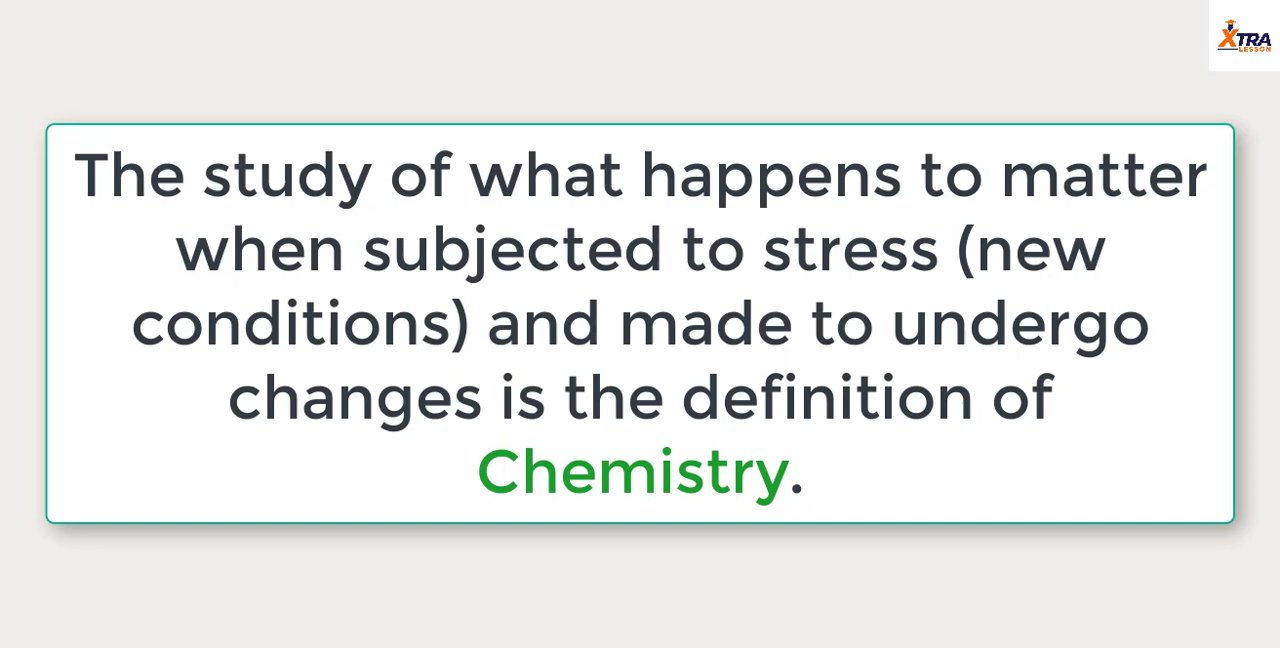 XTRA
LESSON
The study of what happens to matter
when subjected to stress (new
conditions) and made to undergo
changes is the definition of
Chemistry.